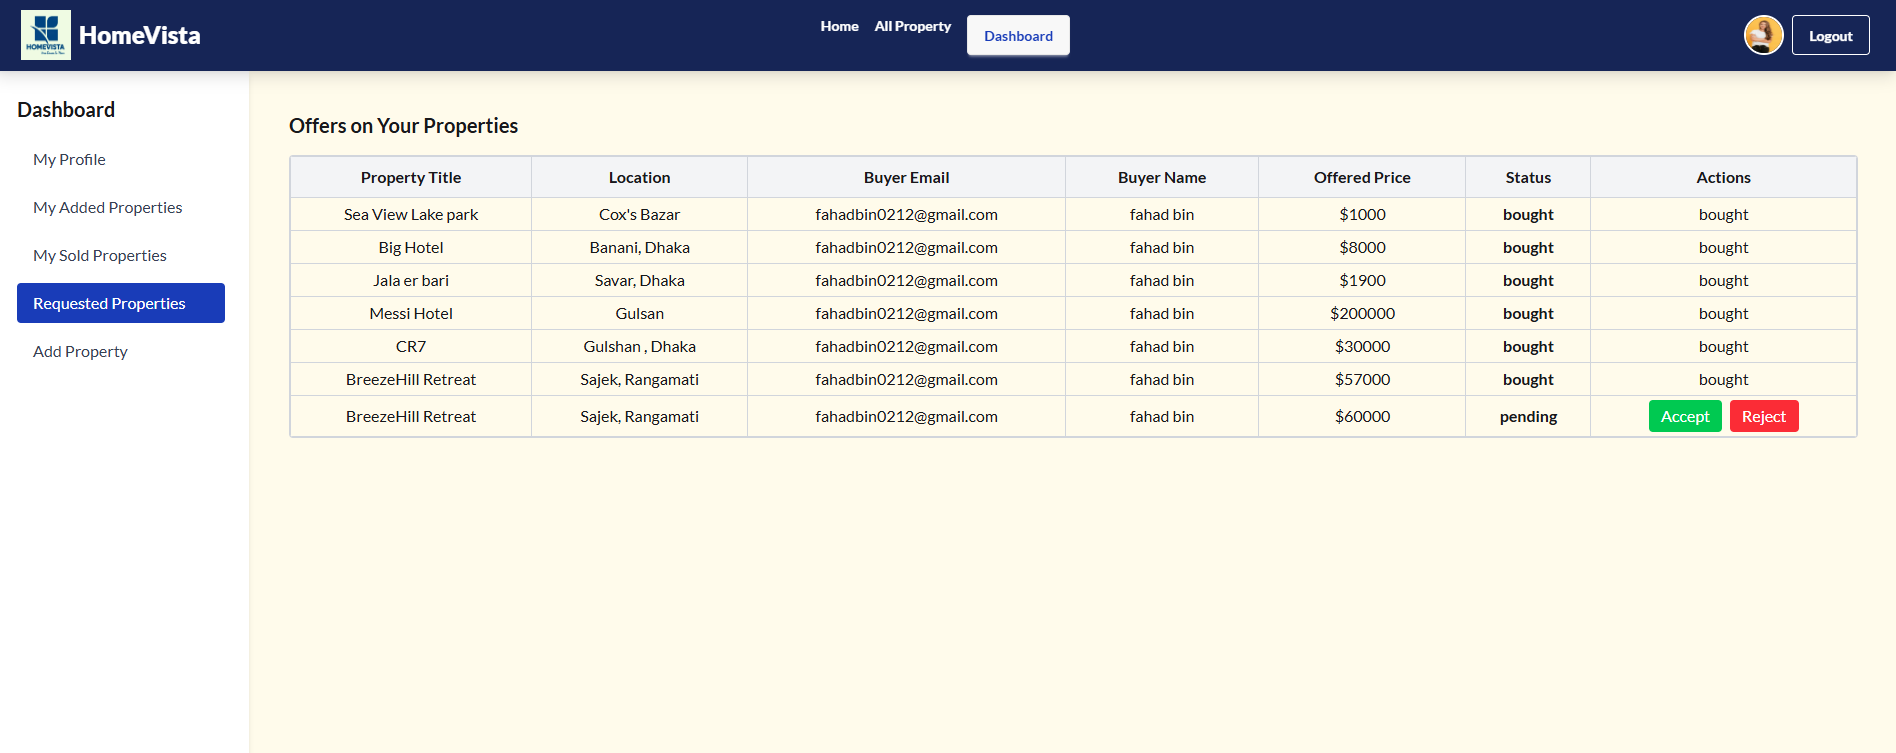 HOMEVISTA
HomeVista
Home All Property Dashboard
Logout
Dashboard
My Profile
My Added Properties
My Sold Properties
Requested Properties
Add Property
Offers on Your Properties
Property Title Location Buyer Email Buyer Name Offered Price Status Actions
Sea View Lake park Cox's Bazar fahadbin0212@gmail.com fahad bin $1000 bought bought
Big Hotel Banani, Dhaka fahadbin0212@gmail.com fahad bin $8000 bought bought
Jala er bari Savar, Dhaka fahadbin0212@gmail.com fahad bin $1900 bought bought
Messi Hotel Gulsan fahadbin0212@gmail.com fahad bin $200000 bought bought
CR7 Gulshan , Dhaka fahadbin0212@gmail.com fahad bin $30000 bought bought
BreezeHill Retreat Sajek, Rangamati fahadbin0212@gmail.com fahad bin $57000 bought bought
BreezeHill Retreat Sajek, Rangamati fahadbin0212@gmail.com fahad bin $60000 pending Accept Reject